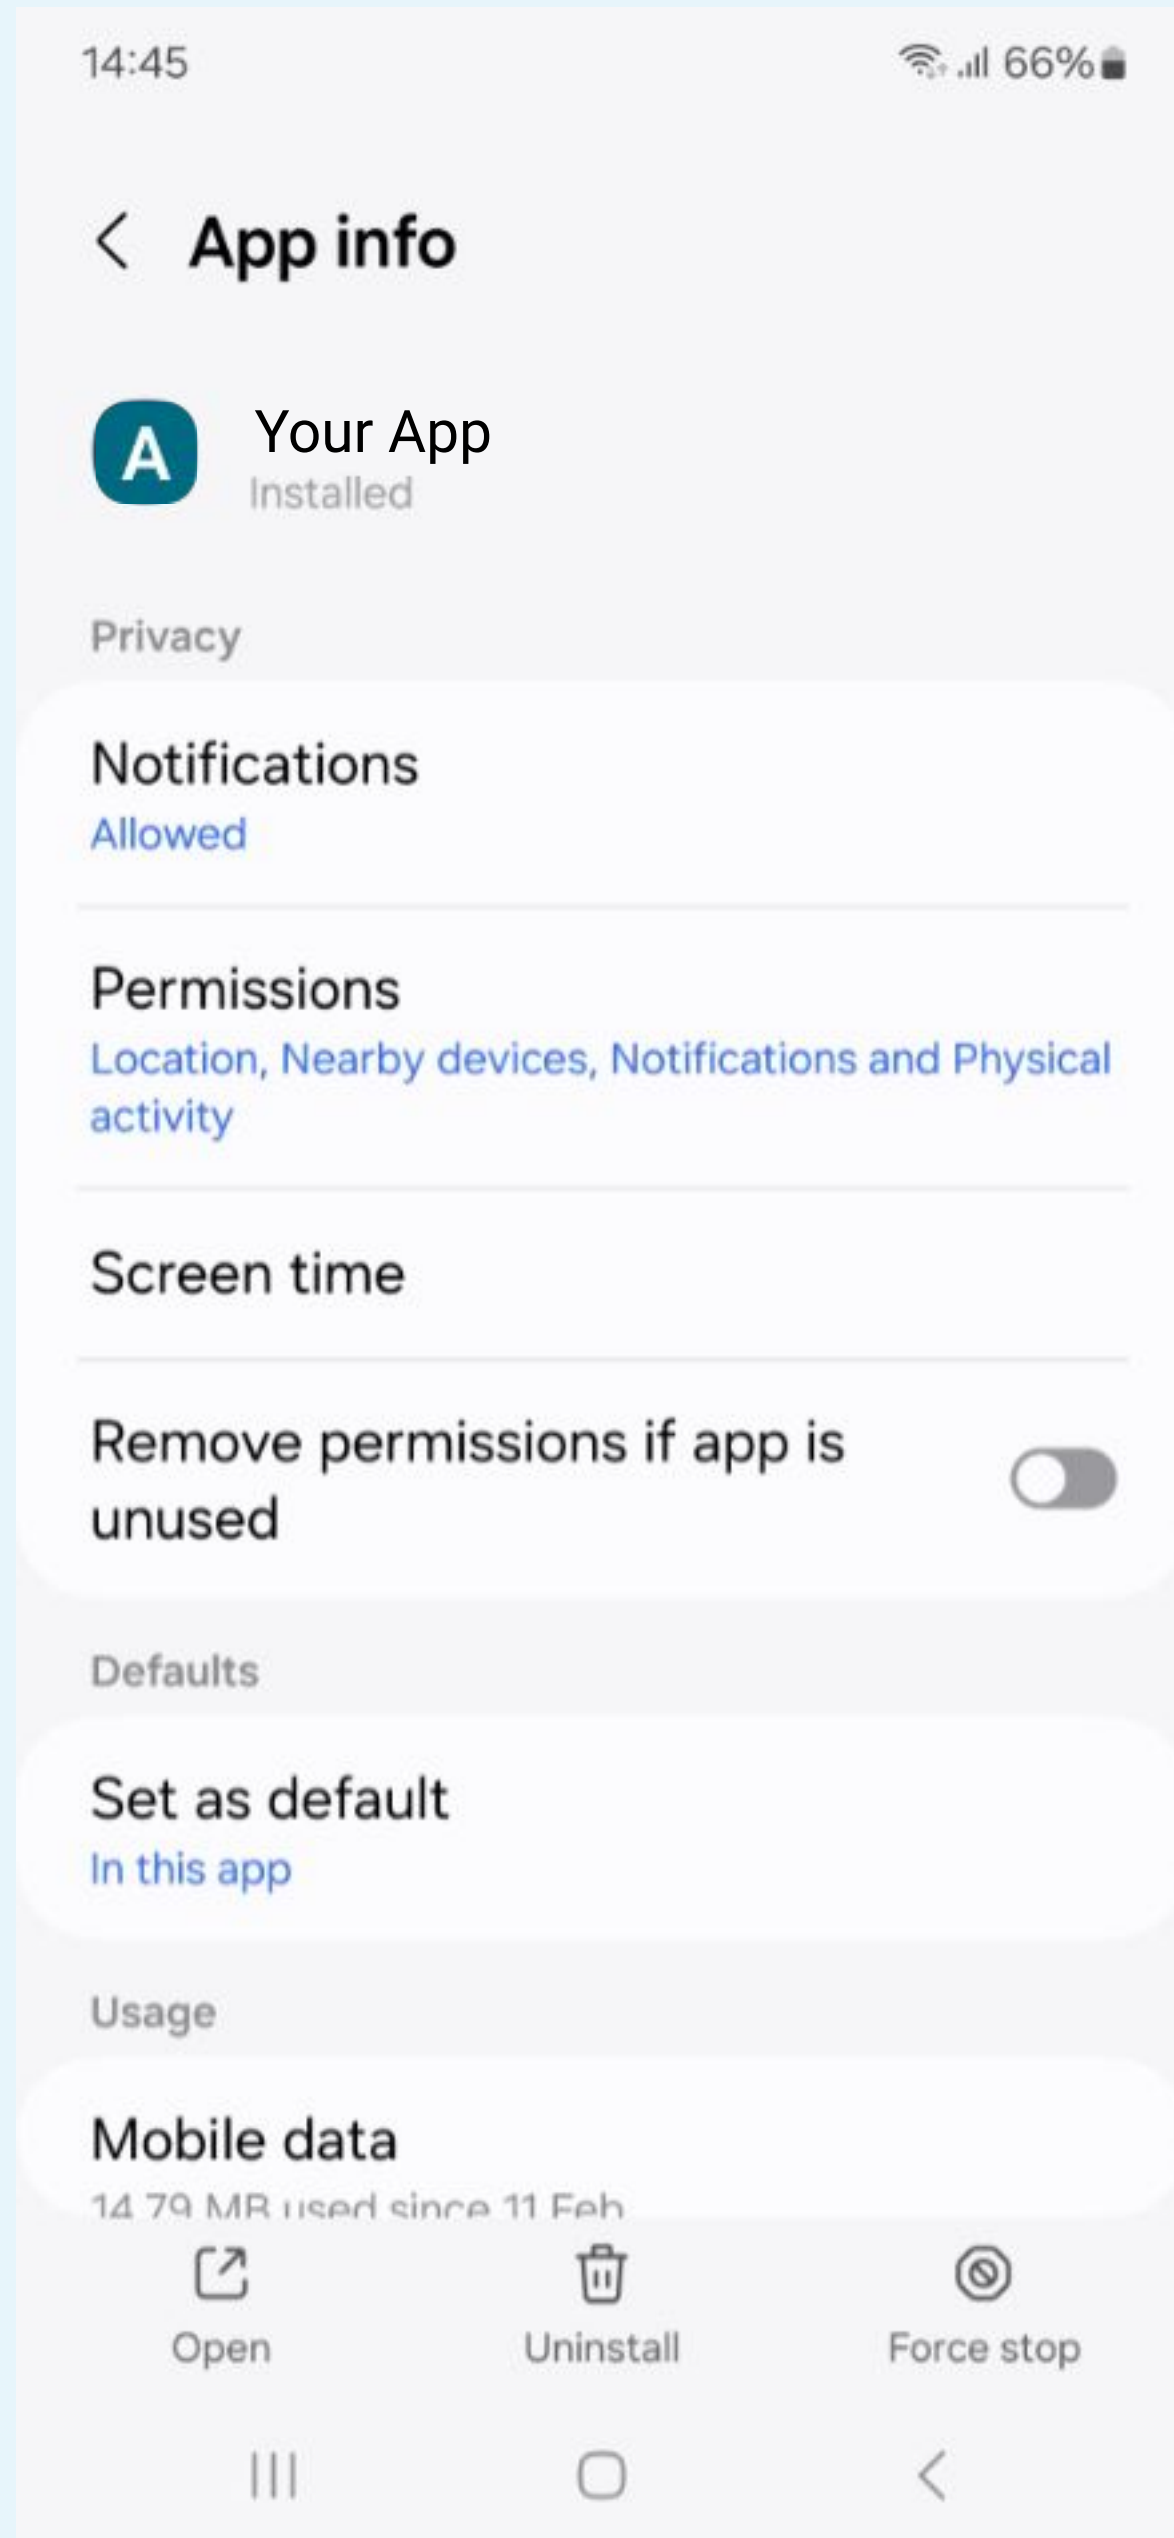 14:45
66%
App info
A
Your App
Installed
Privacy
Notifications
Allowed
Permissions
Location, Nearby devices, Notifications and Physical
activity
Screen time
Remove permissions if app is
unused
Defaults
Set as default
In this app
Usage
Mobile data
14.79 MB used since 11 Feb
Open
Uninstall
Force stop